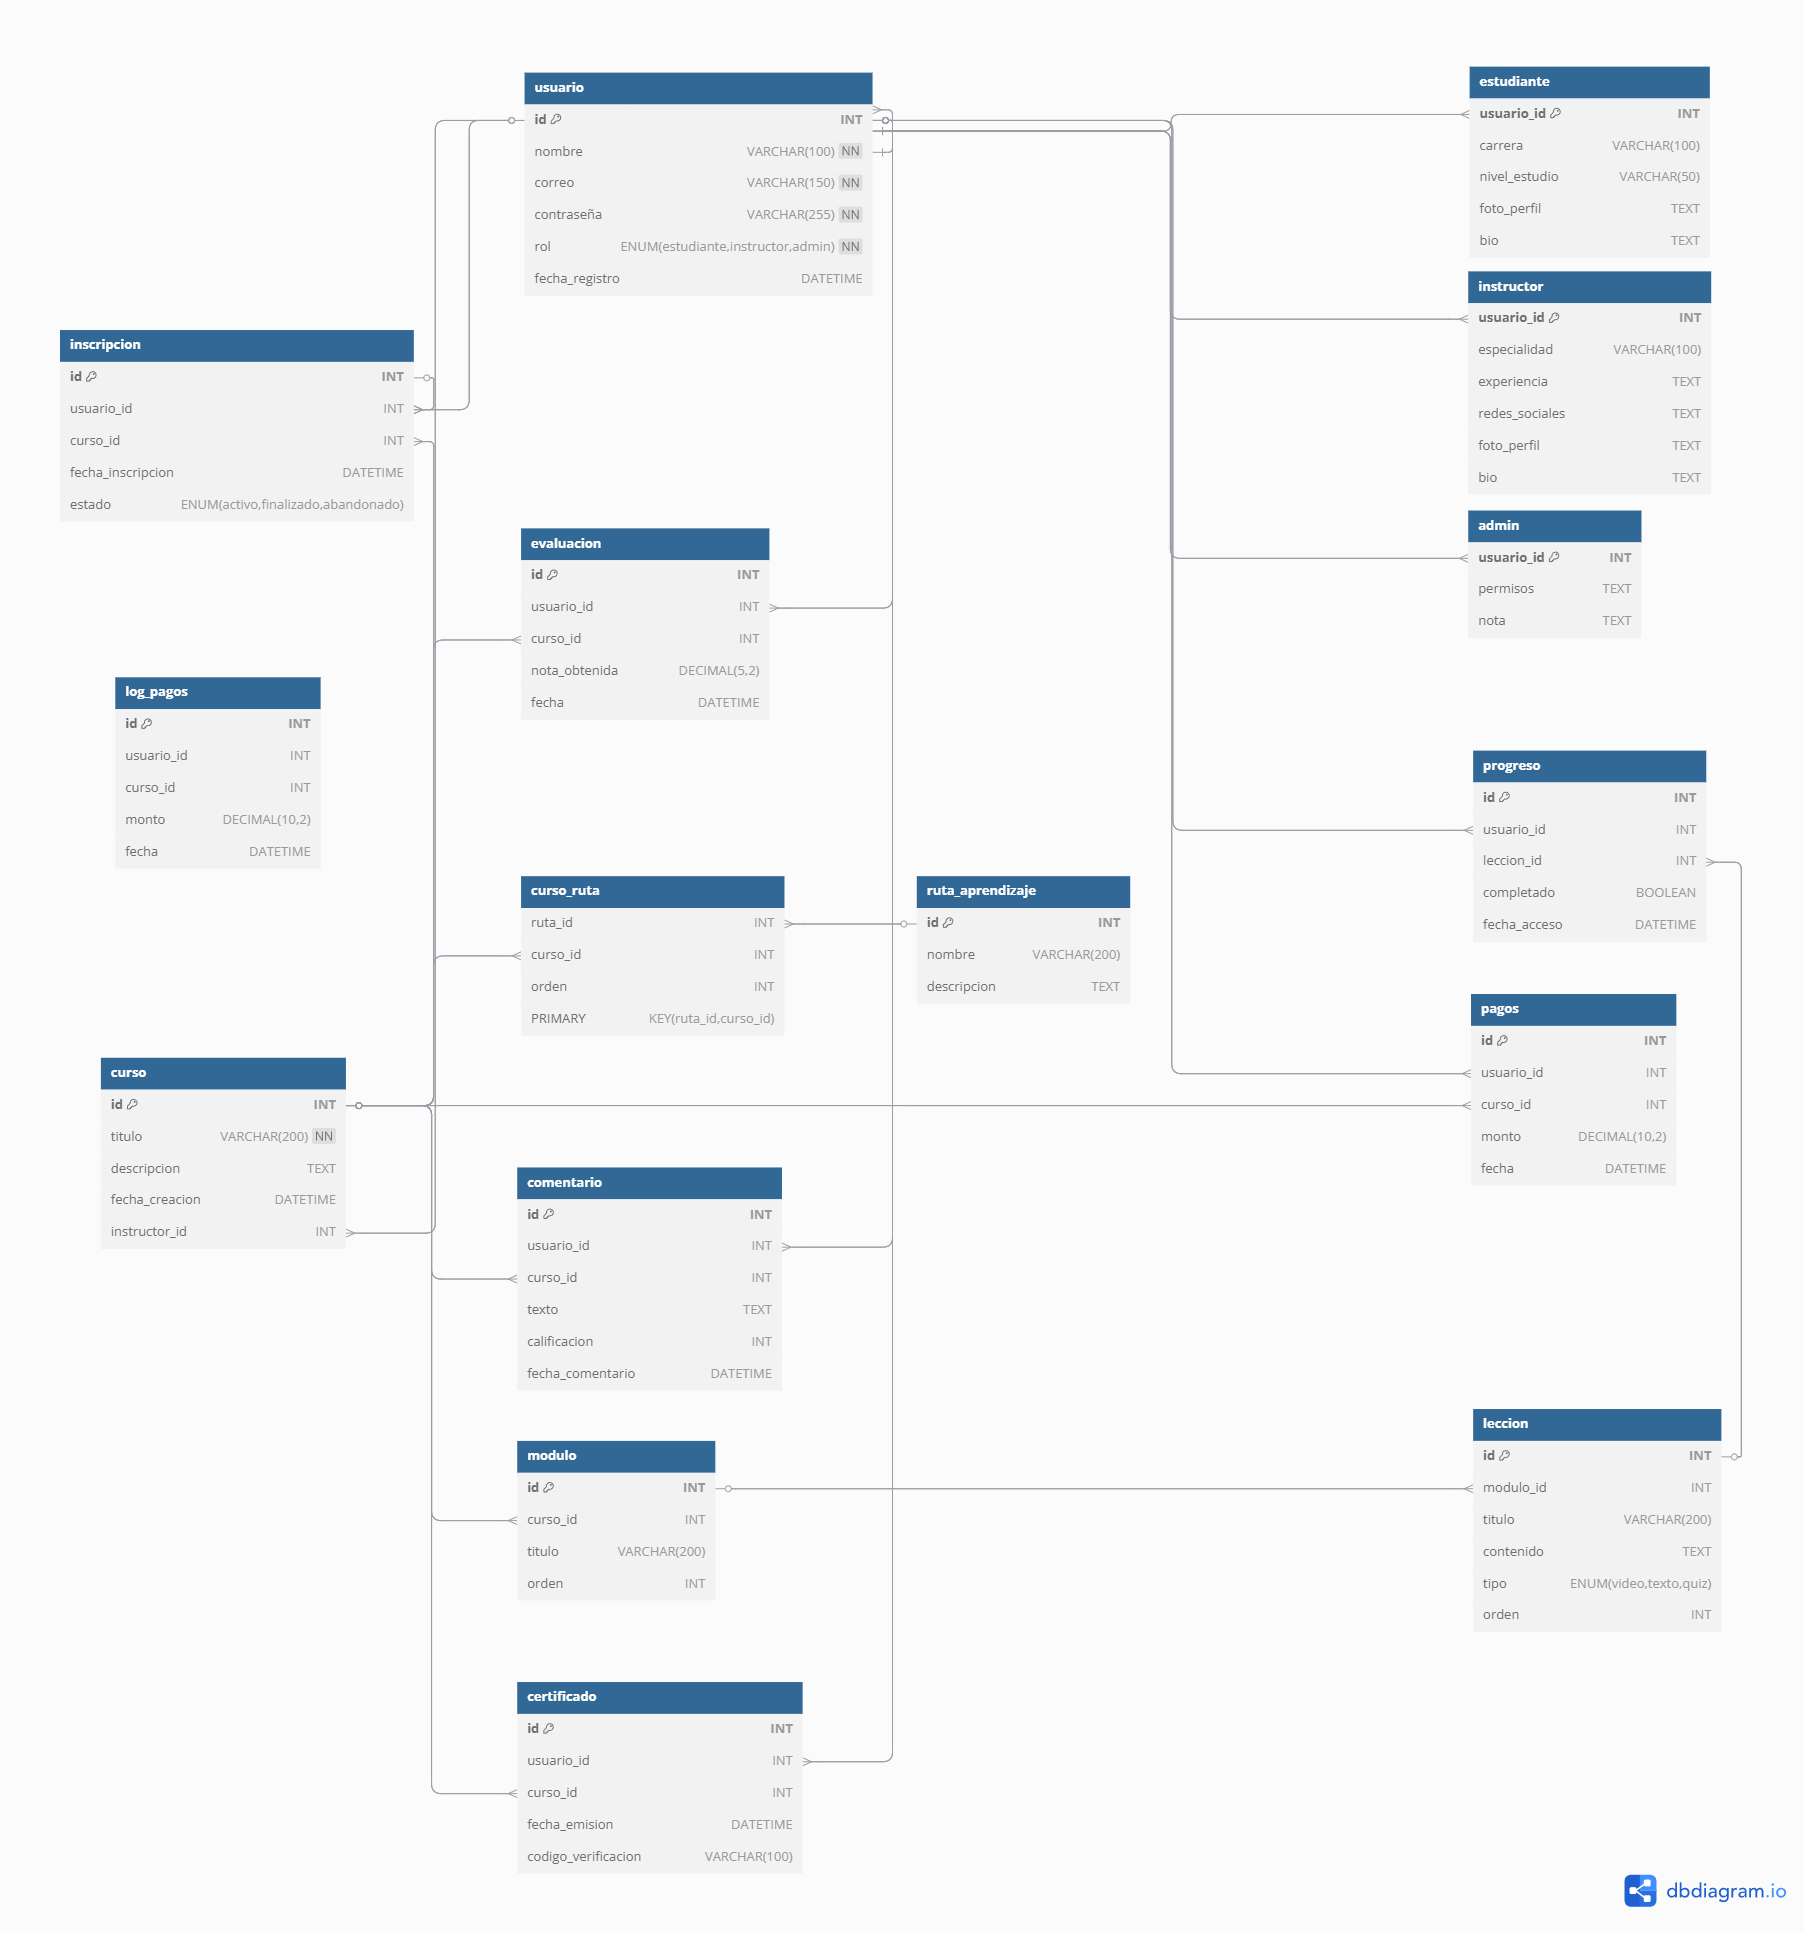 usuario
id INT
nombre VARCHAR(100) NN
correo VARCHAR(150) NN
contraseña VARCHAR(255) NN
rol ENUM(estudiante,instructor,admin) NN
fecha_registro DATETIME
estudiante
usuario_id INT
carrera VARCHAR(100)
nivel_estudio VARCHAR(50)
foto_perfil TEXT
bio TEXT
instructor
usuario_id INT
especialidad VARCHAR(100)
experiencia TEXT
redes_sociales TEXT
foto_perfil TEXT
bio TEXT
inscripcion
id INT
usuario_id INT
curso_id INT
fecha_inscripcion DATETIME
estado ENUM(activo,finalizado,abandonado)
admin
usuario_id INT
permisos TEXT
nota TEXT
evaluacion
id INT
usuario_id INT
curso_id INT
nota_obtenida DECIMAL(5,2)
fecha DATETIME
log_pagos
id INT
usuario_id INT
curso_id INT
monto DECIMAL(10,2)
fecha DATETIME
progreso
id INT
usuario_id INT
leccion_id INT
completado BOOLEAN
fecha_acceso DATETIME
curso_ruta
ruta_id INT
curso_id INT
orden INT
PRIMARY KEY(ruta_id,curso_id)
ruta_aprendizaje
id INT
nombre VARCHAR(200)
descripcion TEXT
pagos
id INT
usuario_id INT
curso_id INT
monto DECIMAL(10,2)
fecha DATETIME
curso
id INT
titulo VARCHAR(200) NN
descripcion TEXT
fecha_creacion DATETIME
instructor_id INT
comentario
id INT
usuario_id INT
curso_id INT
texto TEXT
calificacion INT
fecha_comentario DATETIME
modulo
id INT
curso_id INT
titulo VARCHAR(200)
orden INT
leccion
id INT
modulo_id INT
titulo VARCHAR(200)
contenido TEXT
tipo ENUM(video,texto,quiz)
orden INT
certificado
id INT
usuario_id INT
curso_id INT
fecha_emision DATETIME
codigo_verificacion VARCHAR(100)
dbdiagram.io